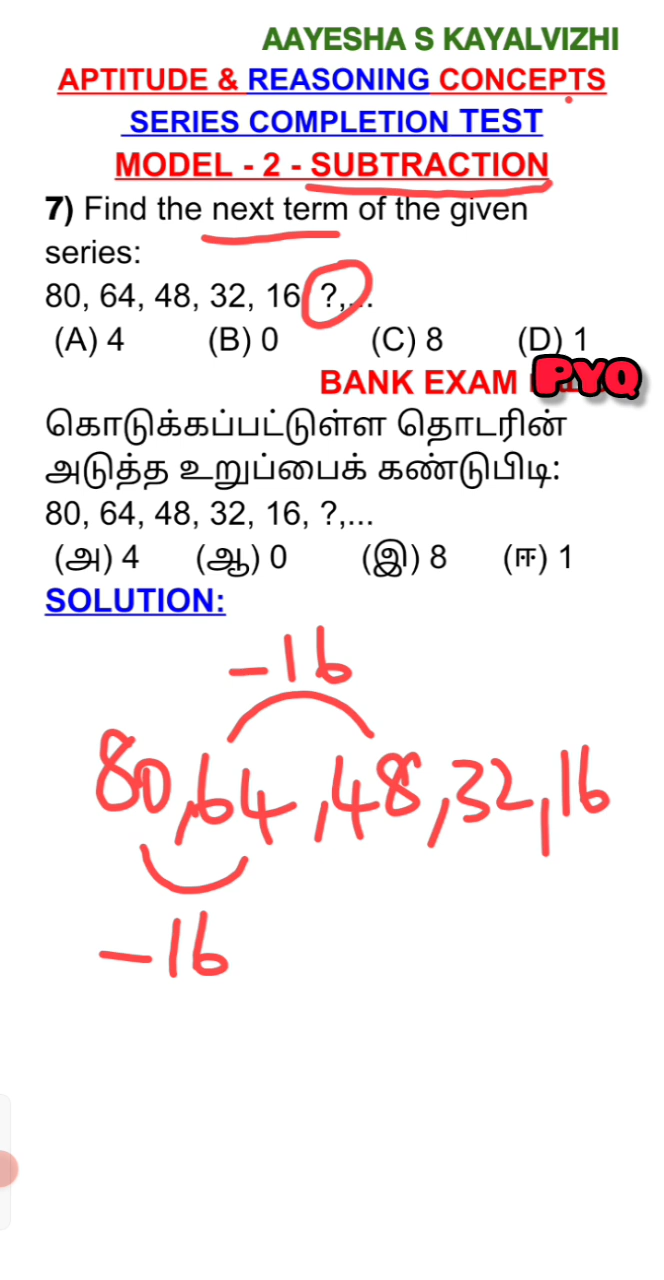 AAYESHA S KAYALVIZHI
APTITUDE & REASONING CONCEPTS
SERIES COMPLETION TEST
MODEL - 2 - SUBTRACTION
7) Find the next term of the given
series:
80, 64, 48, 32, 16, ?,...
(A) 4 (B) 0 (C) 8 (D) 1
BANK EXAM PYQ
கொடுக்கப்பட்டுள்ள தொடரின்
அடுத்த உறுப்பைக் கண்டுபிடி:
80, 64, 48, 32, 16, ?,...
(அ) 4 (ஆ) 0 (இ) 8 (ஈ) 1
SOLUTION:
-16
80,64,48,32,16
-16